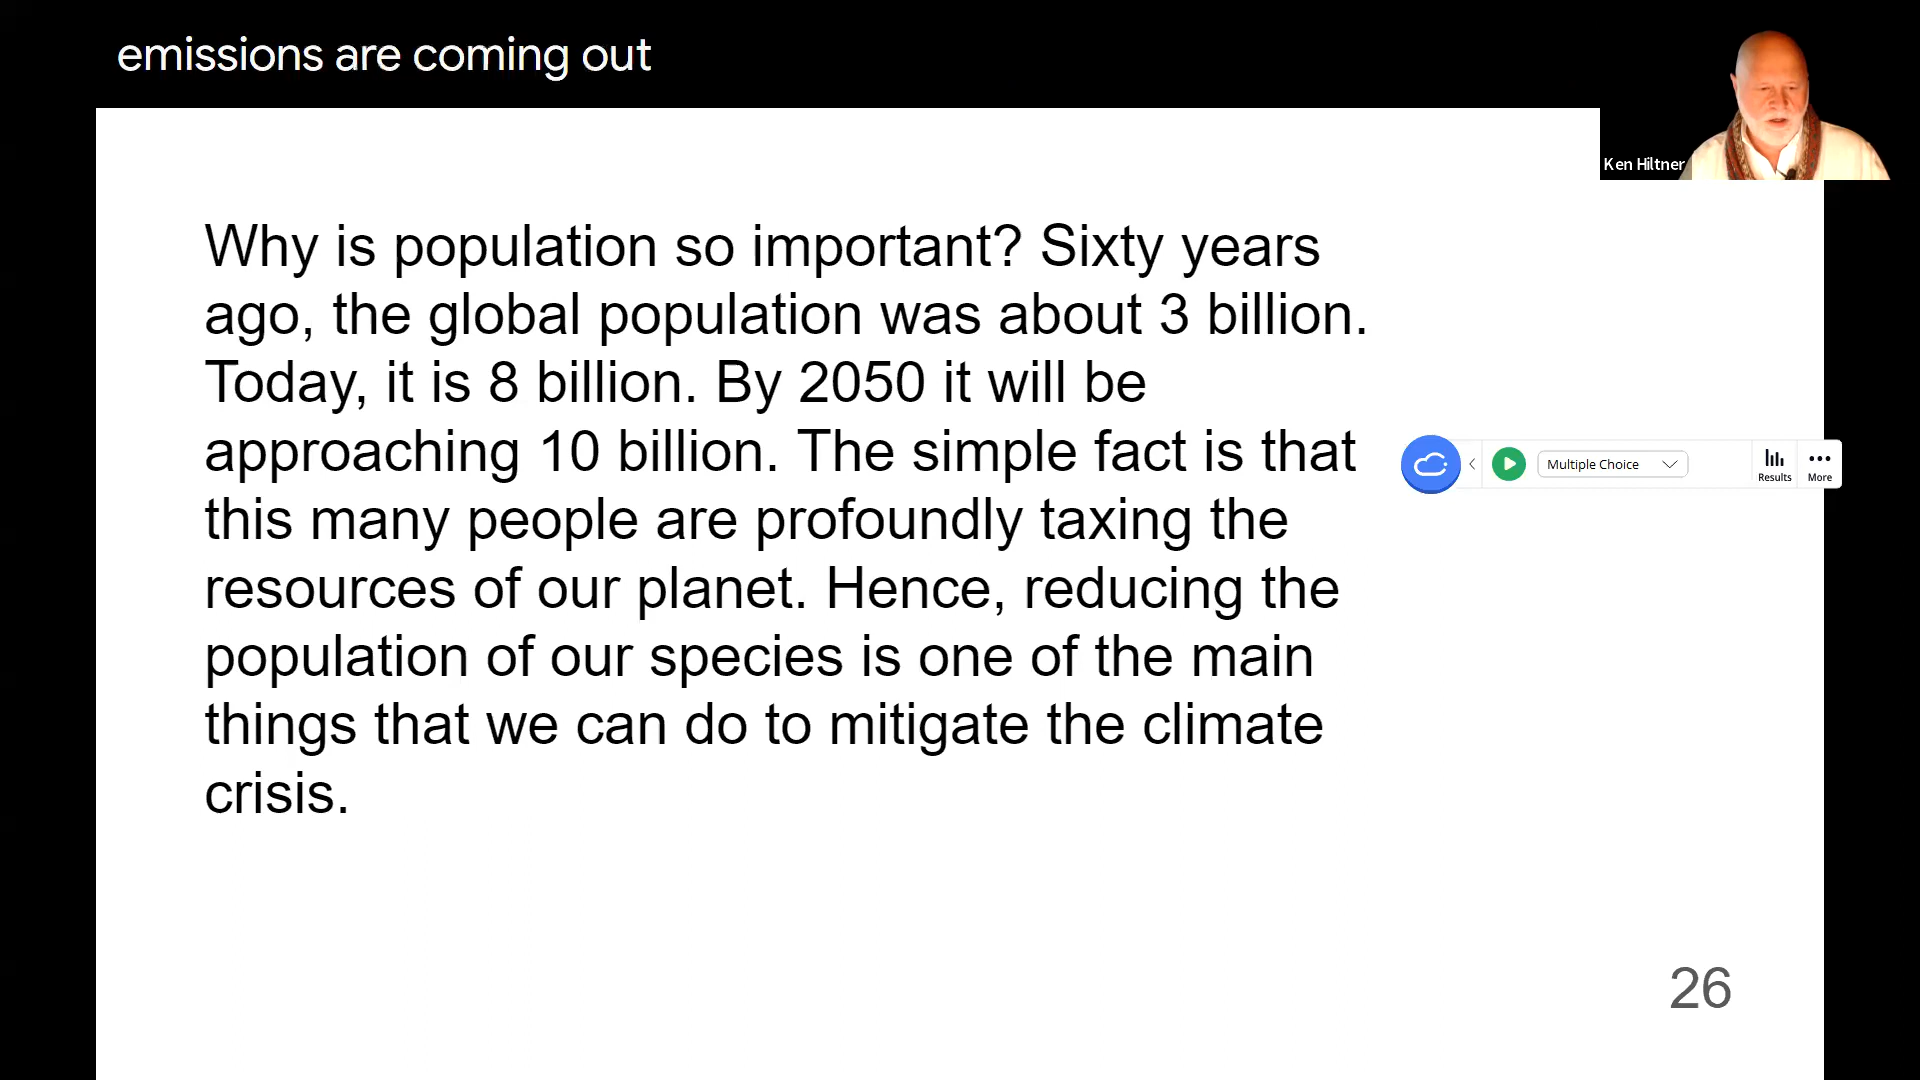 emissions are coming out
Ken Hiltner
Why is population so important? Sixty years
ago, the global population was about 3 billion.
Today, it is 8 billion. By 2050 it will be
approaching 10 billion. The simple fact is that
this many people are profoundly taxing the
resources of our planet. Hence, reducing the
population of our species is one of the main
things that we can do to mitigate the climate
crisis.
Multiple Choice
Results
More
26